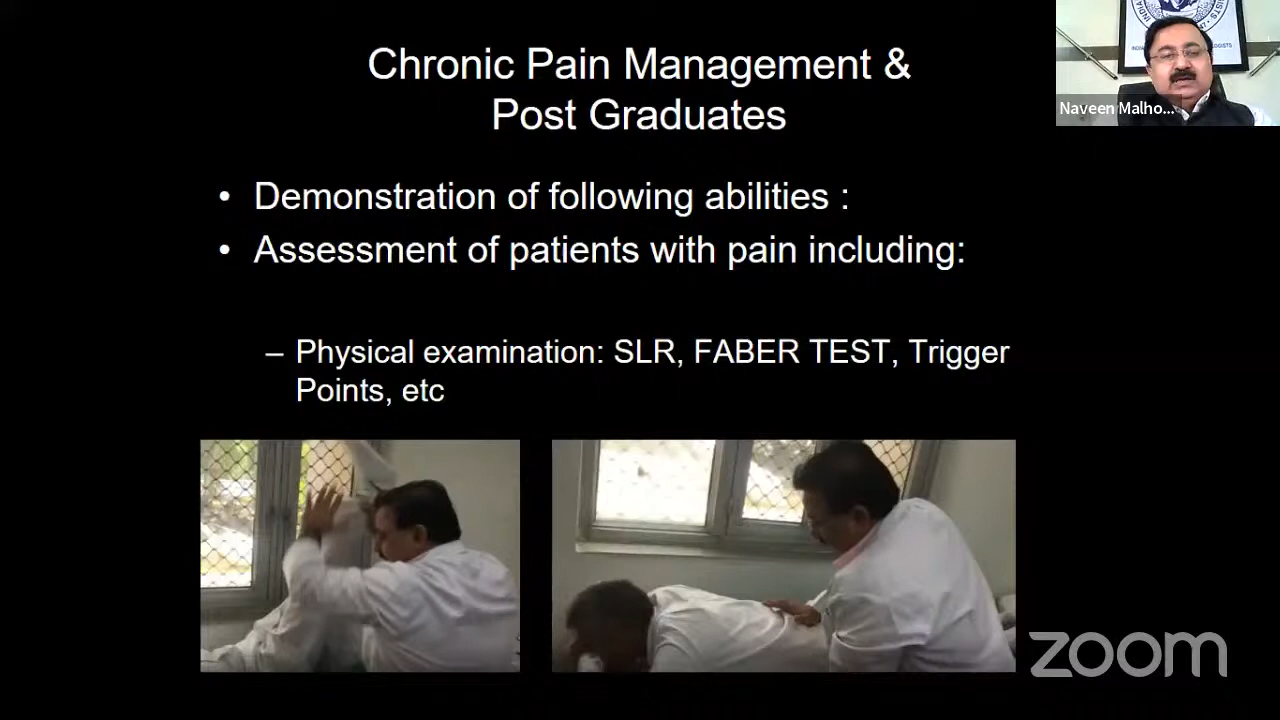 Chronic Pain Management &
Post Graduates
Naveen Malho...
• Demonstration of following abilities :
• Assessment of patients with pain including:
– Physical examination: SLR, FABER TEST, Trigger
Points, etc
zoom